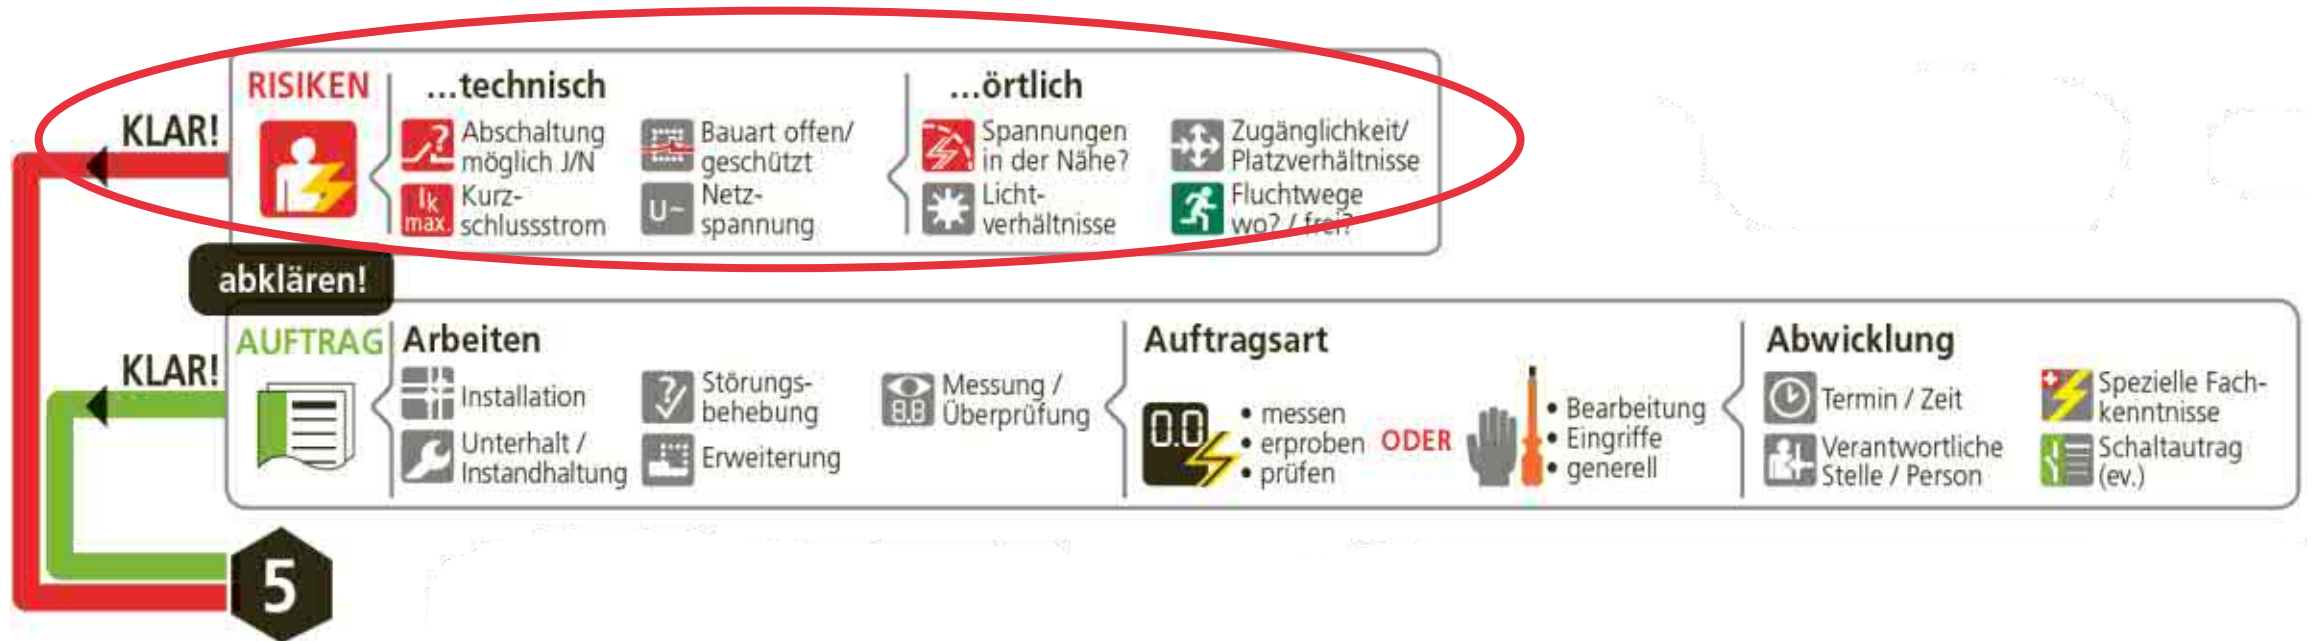 RISIKEN
...technisch
...örtlich
KLAR!
Abschaltung
möglich J/N
Bauart offen/
geschützt
Spannungen
in der Nähe?
Zugänglichkeit/
Platzverhältnisse
Ik
max.
Kurz-
schlussstrom
U~
Netz-
spannung
Licht-
verhältnisse
Fluchtwege
wo? / frei?
abklären!
AUFTRAG
Arbeiten
Auftragsart
Abwicklung
KLAR!
Installation
Störungs-
behebung
8.8
Messung /
Überprüfung
Unterhalt /
Instandhaltung
Erweiterung
0.0
• messen
• erproben
• prüfen
ODER
• Bearbeitung
• Eingriffe
• generell
Termin / Zeit
Spezielle Fach-
kenntnisse
Verantwortliche
Stelle / Person
Schaltautrag
(ev.)
5